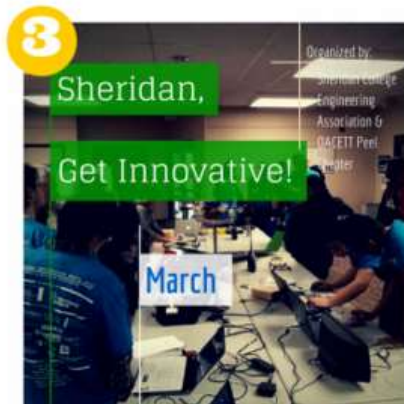 3
Sheridan,
Get Innovative!
Organized by:
Sheridan College
Engineering
Association &
OACETT Peel
Chapter
March